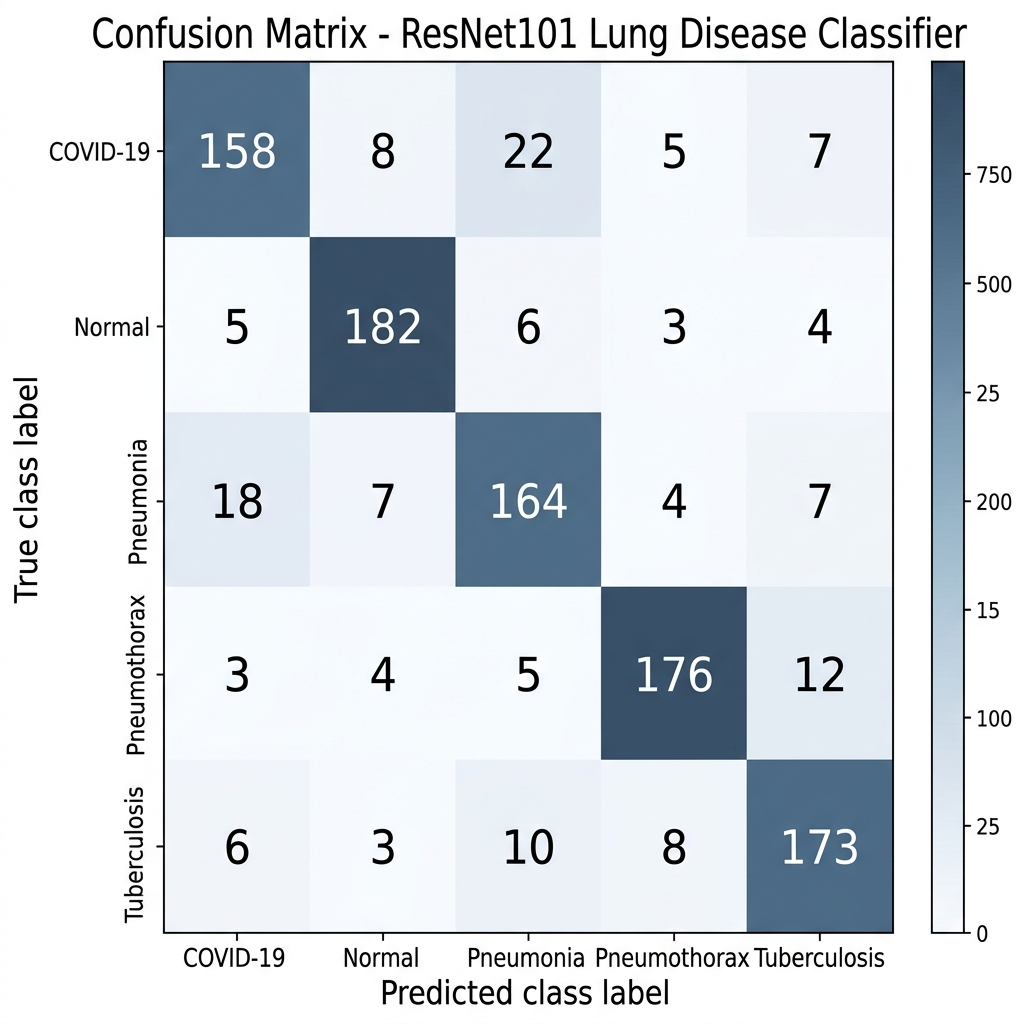 Confusion Matrix - ResNet101 Lung Disease Classifier
True class label
COVID-19 158 8 22 5 7
Normal 5 182 6 3 4
Pneumonia 18 7 164 4 7
Pneumothorax 3 4 5 176 12
Tuberculosis 6 3 10 8 173
COVID-19 Normal Pneumonia Pneumothorax Tuberculosis
Predicted class label
750
500
25
200
15
100
25
0